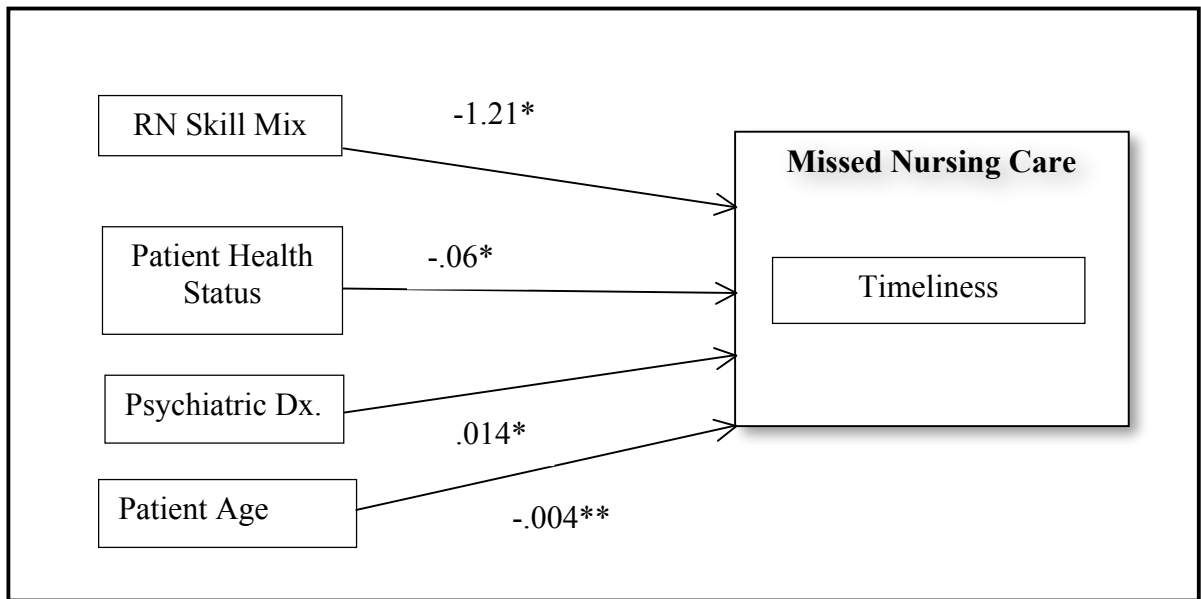 RN Skill Mix
-1.21*
Missed Nursing Care
Patient Health
Status
-.06*
Timeliness
Psychiatric Dx.
.014*
Patient Age
-.004**